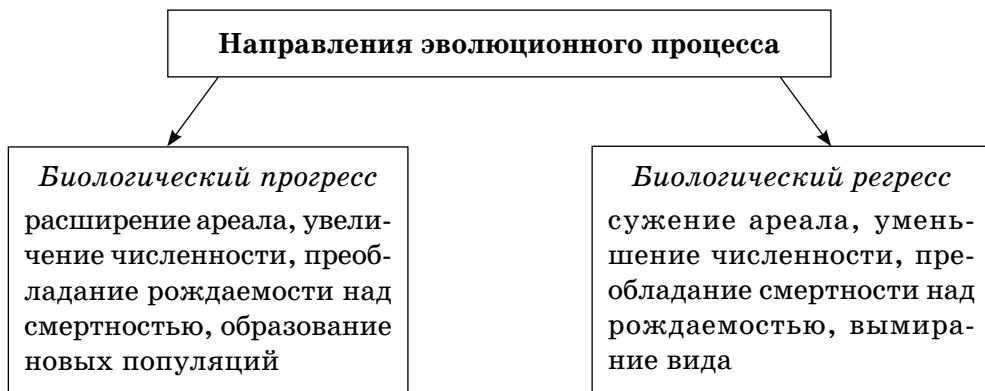 Направления эволюционного процесса
Биологический прогресс
расширение ареала, увели-
чение численности, преоб-
ладание рождаемости над
смертностью, образование
новых популяций
Биологический регресс
сужение ареала, умень-
шение численности, пре-
обладание смертности над
рождаемостью, вымира-
ние вида